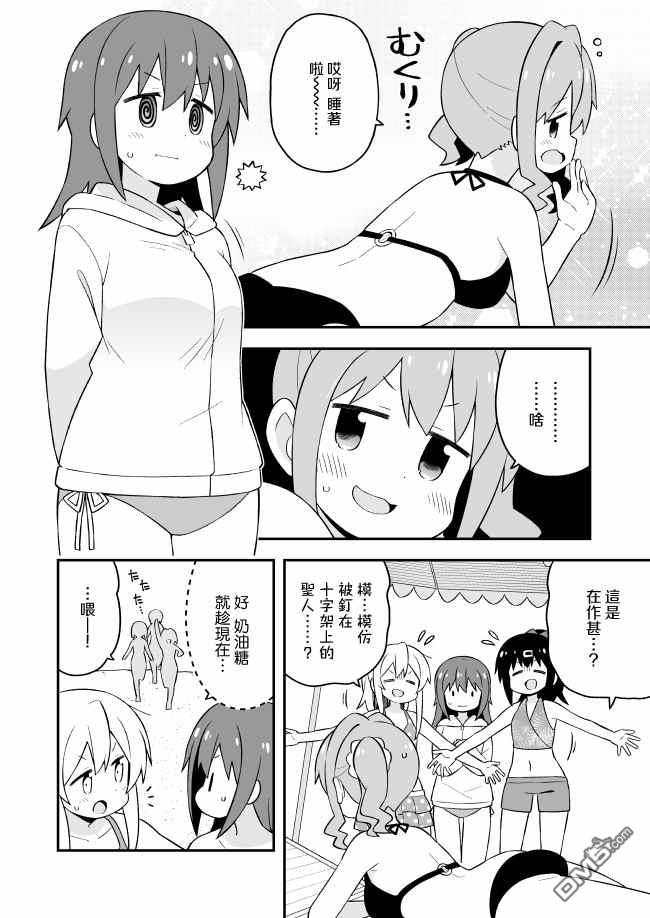 むくり…
哎呀 睡著
啦～～………
………
………啥
這是
在作甚…?
模…模仿
被釘在
十字架上的
聖人……?
好 奶油糖
就趁現在…
たたた
…喂——!
DM5.com